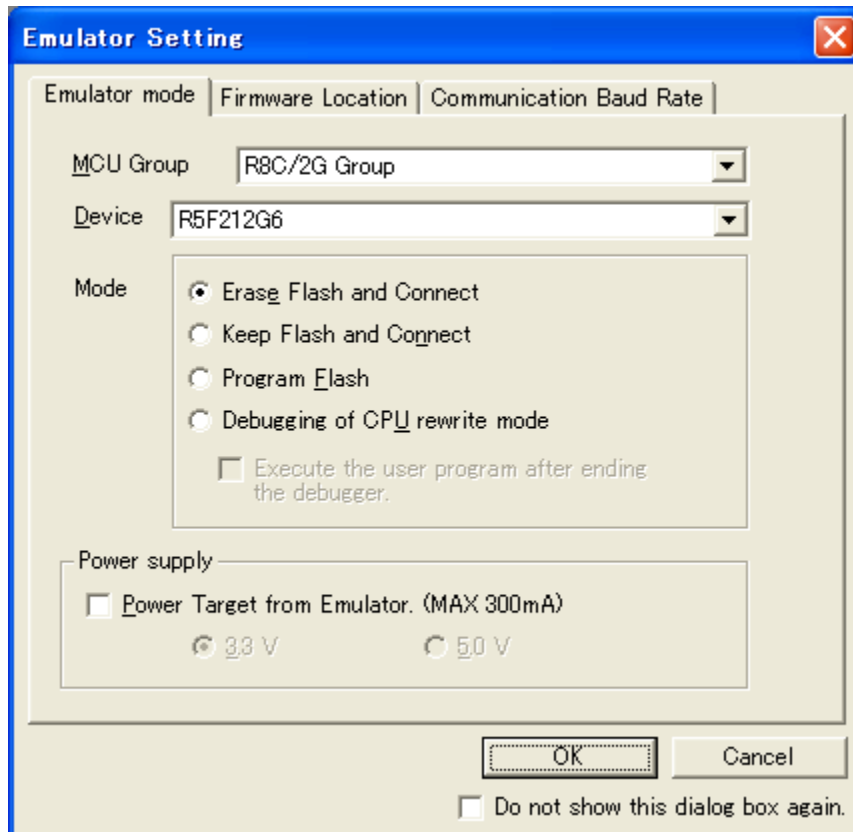 Emulator Setting
Emulator mode
Firmware Location
Communication Baud Rate
MCU Group
R8C/2G Group
Device
R5F212G6
Mode
Erase Flash and Connect
Keep Flash and Connect
Program Flash
Debugging of CPU rewrite mode
Execute the user program after ending
the debugger.
Power supply
Power Target from Emulator. (MAX 300mA)
3.3 V
5.0 V
OK
Cancel
Do not show this dialog box again.